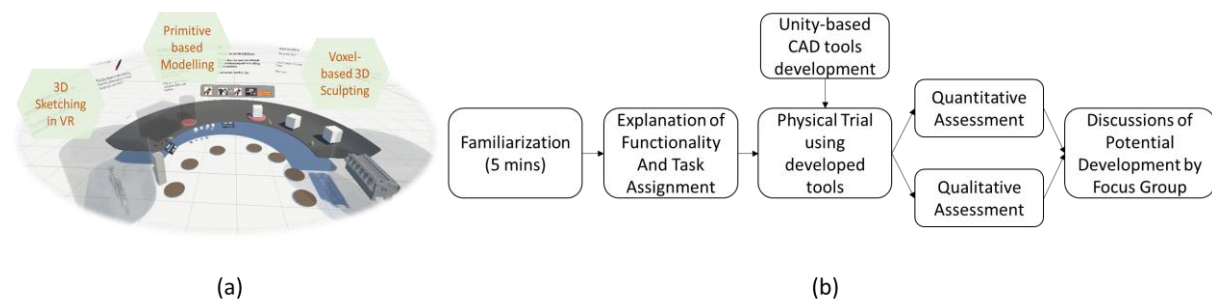 3D
Sketching
in VR
Primitive
based
Modelling
Voxel-
based 3D
Sculpting
(a)
Unity-based
CAD tools
development
Familiarization
(5 mins)
Explanation of
Functionality
And Task
Assignment
Physical Trial
using
developed
tools
Quantitative
Assessment
Qualitative
Assessment
Discussions of
Potential
Development by
Focus Group
(b)